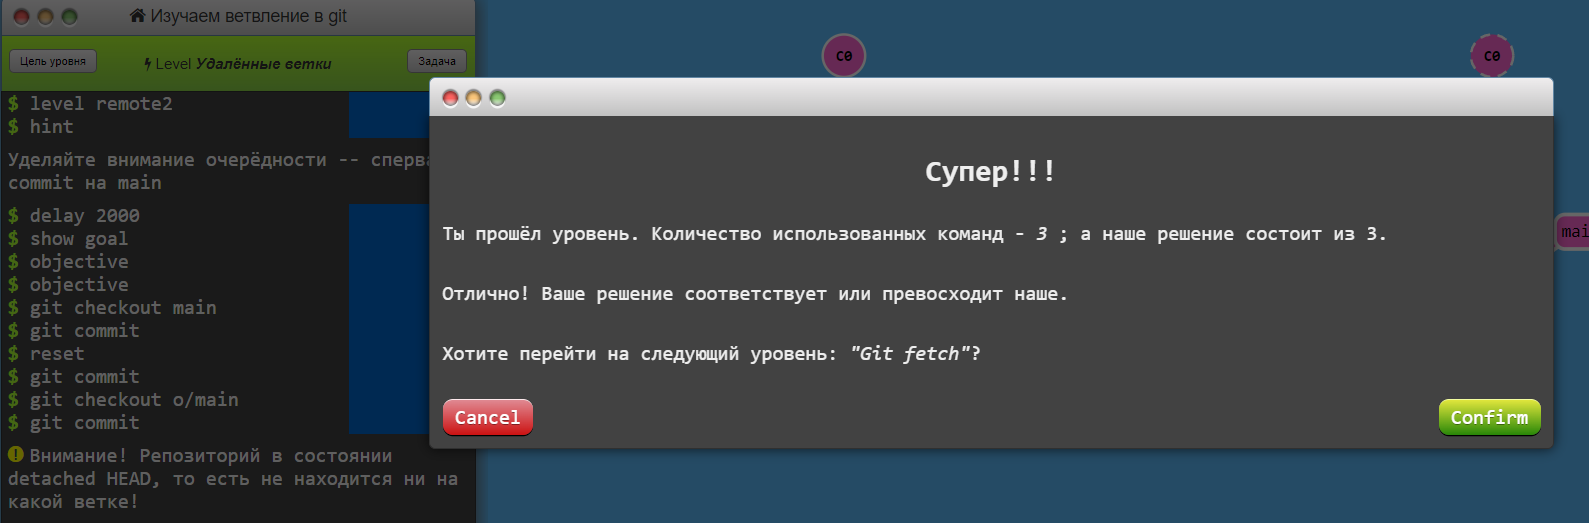 Изучаем ветвление в git
Цель уровня
Level Удалённые ветки
Задача
$ level remote2
$ hint
Уделяйте внимание очерёдности -- сперва
commit на main
$ delay 2000
$ show goal
$ objective
$ objective
$ git checkout main
$ git commit
$ reset
$ git commit
$ git checkout o/main
$ git commit
! Внимание! Репозиторий в состоянии
detached HEAD, то есть не находится ни на
какой ветке!
C0
C0
Супер!!!
Ты прошёл уровень. Количество использованных команд - 3 ; а наше решение состоит из 3.
Отлично! Ваше решение соответствует или превосходит наше.
Хотите перейти на следующий уровень: "Git fetch"?
Cancel
Confirm